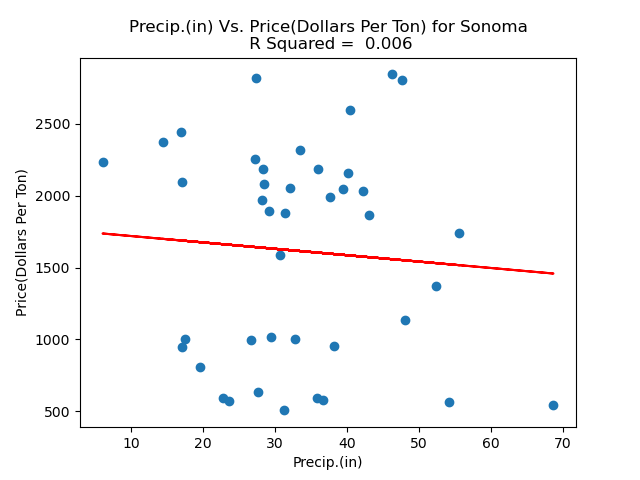 Precip.(in) Vs. Price(Dollars Per Ton) for Sonoma
R Squared =  0.006
Price(Dollars Per Ton)
2500
2000
1500
1000
500
10 20 30 40 50 60 70
Precip.(in)